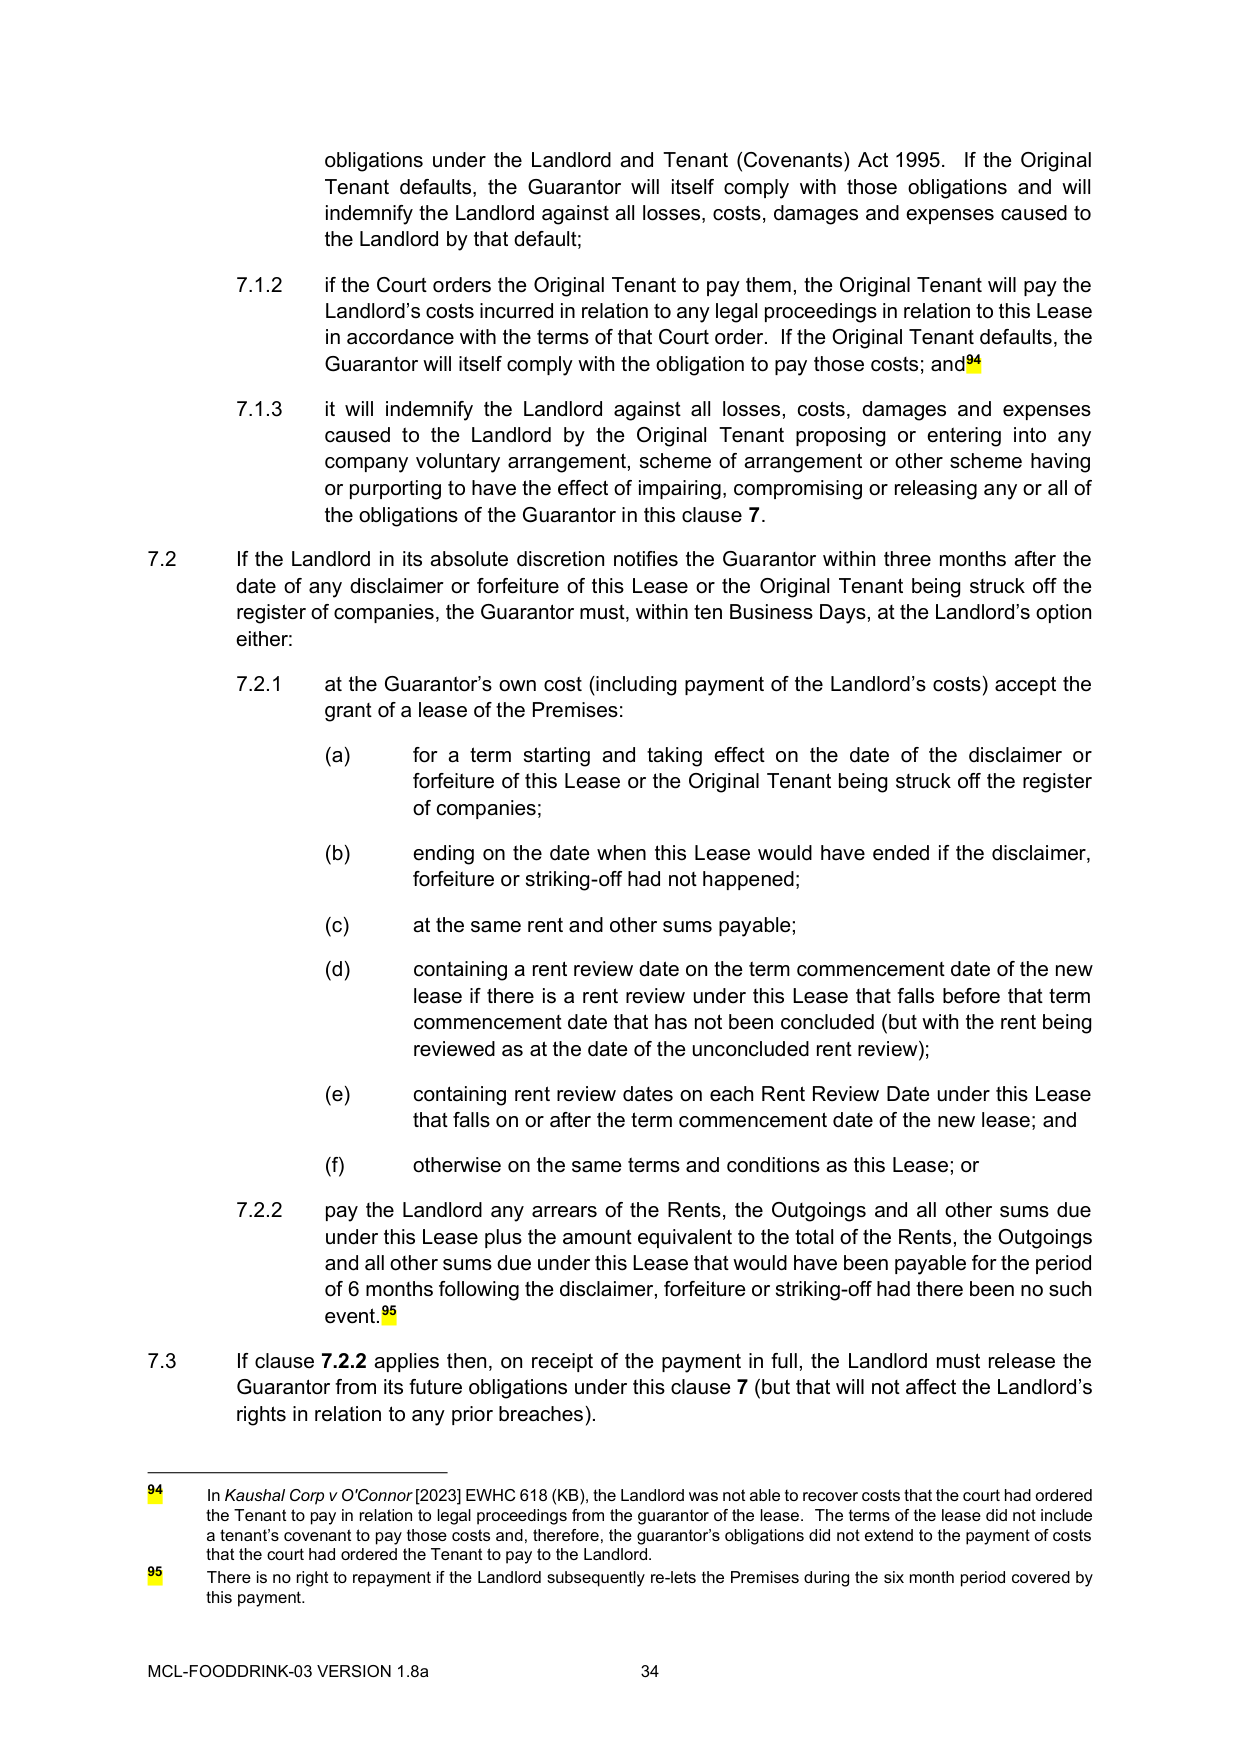 obligations under the Landlord and Tenant (Covenants) Act 1995.  If the Original
Tenant defaults, the Guarantor will itself comply with those obligations and will
indemnify the Landlord against all losses, costs, damages and expenses caused to
the Landlord by that default;
7.1.2 if the Court orders the Original Tenant to pay them, the Original Tenant will pay the
Landlord’s costs incurred in relation to any legal proceedings in relation to this Lease
in accordance with the terms of that Court order.  If the Original Tenant defaults, the
Guarantor will itself comply with the obligation to pay those costs; and94
7.1.3 it will indemnify the Landlord against all losses, costs, damages and expenses
caused to the Landlord by the Original Tenant proposing or entering into any
company voluntary arrangement, scheme of arrangement or other scheme having
or purporting to have the effect of impairing, compromising or releasing any or all of
the obligations of the Guarantor in this clause 7.
7.2 If the Landlord in its absolute discretion notifies the Guarantor within three months after the
date of any disclaimer or forfeiture of this Lease or the Original Tenant being struck off the
register of companies, the Guarantor must, within ten Business Days, at the Landlord’s option
either:
7.2.1 at the Guarantor’s own cost (including payment of the Landlord’s costs) accept the
grant of a lease of the Premises:
(a) for a term starting and taking effect on the date of the disclaimer or
forfeiture of this Lease or the Original Tenant being struck off the register
of companies;
(b) ending on the date when this Lease would have ended if the disclaimer,
forfeiture or striking-off had not happened;
(c) at the same rent and other sums payable;
(d) containing a rent review date on the term commencement date of the new
lease if there is a rent review under this Lease that falls before that term
commencement date that has not been concluded (but with the rent being
reviewed as at the date of the unconcluded rent review);
(e) containing rent review dates on each Rent Review Date under this Lease
that falls on or after the term commencement date of the new lease; and
(f) otherwise on the same terms and conditions as this Lease; or
7.2.2 pay the Landlord any arrears of the Rents, the Outgoings and all other sums due
under this Lease plus the amount equivalent to the total of the Rents, the Outgoings
and all other sums due under this Lease that would have been payable for the period
of 6 months following the disclaimer, forfeiture or striking-off had there been no such
event.95
7.3 If clause 7.2.2 applies then, on receipt of the payment in full, the Landlord must release the
Guarantor from its future obligations under this clause 7 (but that will not affect the Landlord’s
rights in relation to any prior breaches).
94 In Kaushal Corp v O'Connor [2023] EWHC 618 (KB), the Landlord was not able to recover costs that the court had ordered
the Tenant to pay in relation to legal proceedings from the guarantor of the lease.  The terms of the lease did not include
a tenant’s covenant to pay those costs and, therefore, the guarantor’s obligations did not extend to the payment of costs
that the court had ordered the Tenant to pay to the Landlord.
95 There is no right to repayment if the Landlord subsequently re-lets the Premises during the six month period covered by
this payment.
MCL-FOODDRINK-03 VERSION 1.8a 34